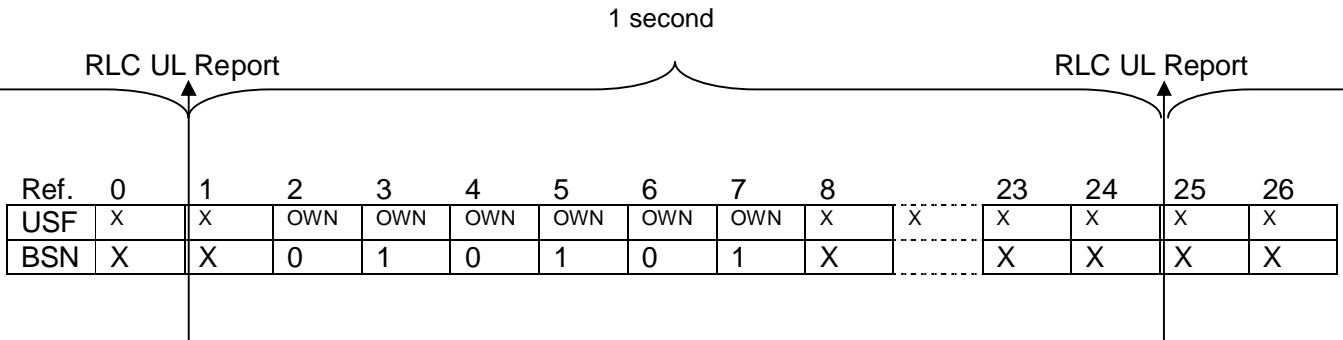 1 second
RLC UL Report RLC UL Report
Ref. 0 1 2 3 4 5 6 7 8 23 24 25 26
USF X X OWN OWN OWN OWN OWN OWN X X X X X X
BSN X X 0 1 0 1 0 1 X X X X X